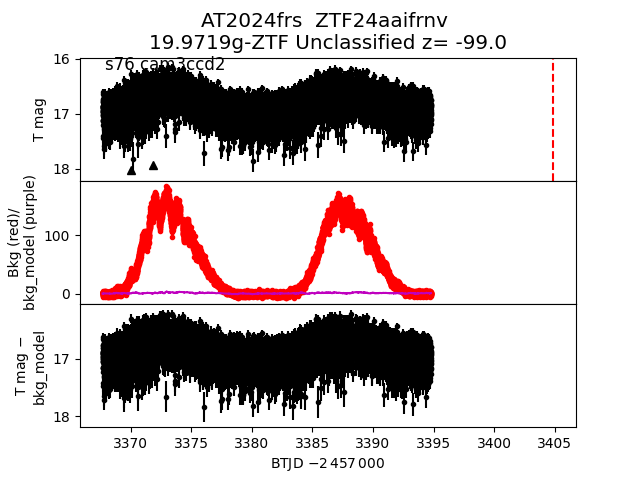 AT2024frs  ZTF24aaifrnv
19.9719g-ZTF Unclassified z= -99.0
s76 cam3ccd2
16
17
18
T mag
100
0
Bkg (red)/
bkg_model (purple)
17
18
T mag −
bkg_model
3370 3375 3380 3385 3390 3395 3400 3405
BTJD −2 457 000